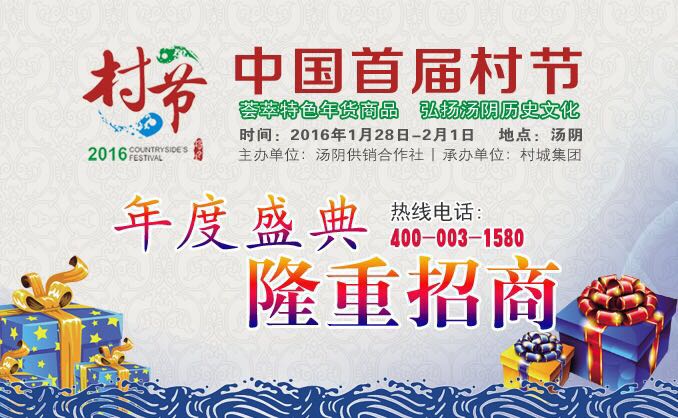 村节
2016 COUNTRYSIDE'S
FESTIVAL
中国首届村节
荟萃特色年货商品 弘扬汤阴历史文化
时间：2016年1月28日-2月1日 地点：汤阴
主办单位：汤阴供销合作社 | 承办单位：村城集团
年度盛典
热线电话：
400-003-1580
隆重招商